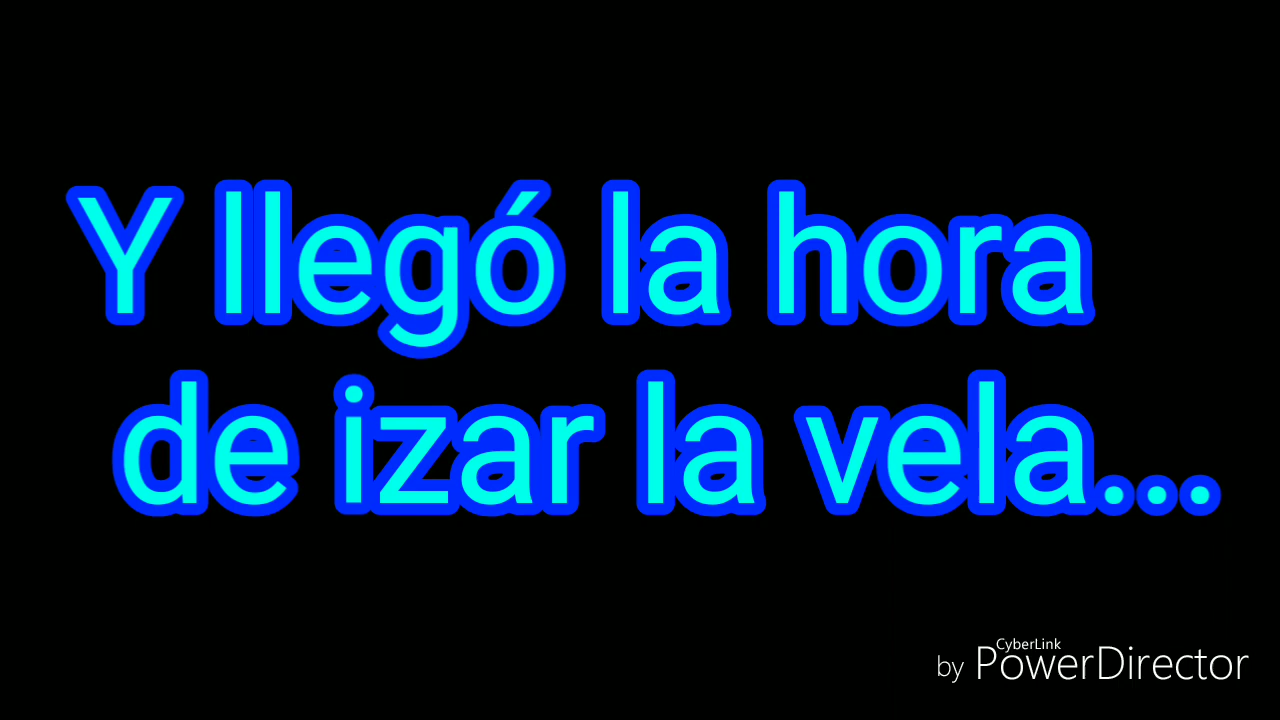 Y llegó la hora
de izar la vela...
CyberLink
by PowerDirector